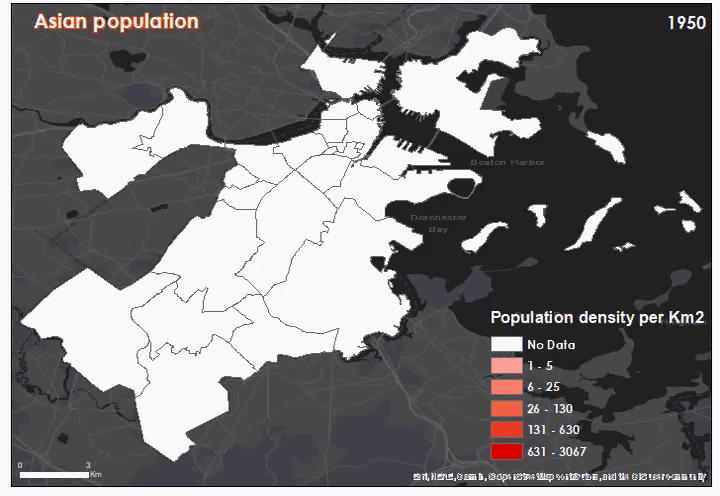 Asian population
1950
Boston Harbor
Dorchester
Bay
Population density per Km2
No Data
1 - 5
6 - 25
26 - 130
131 - 630
631 - 3067
0 3
Km